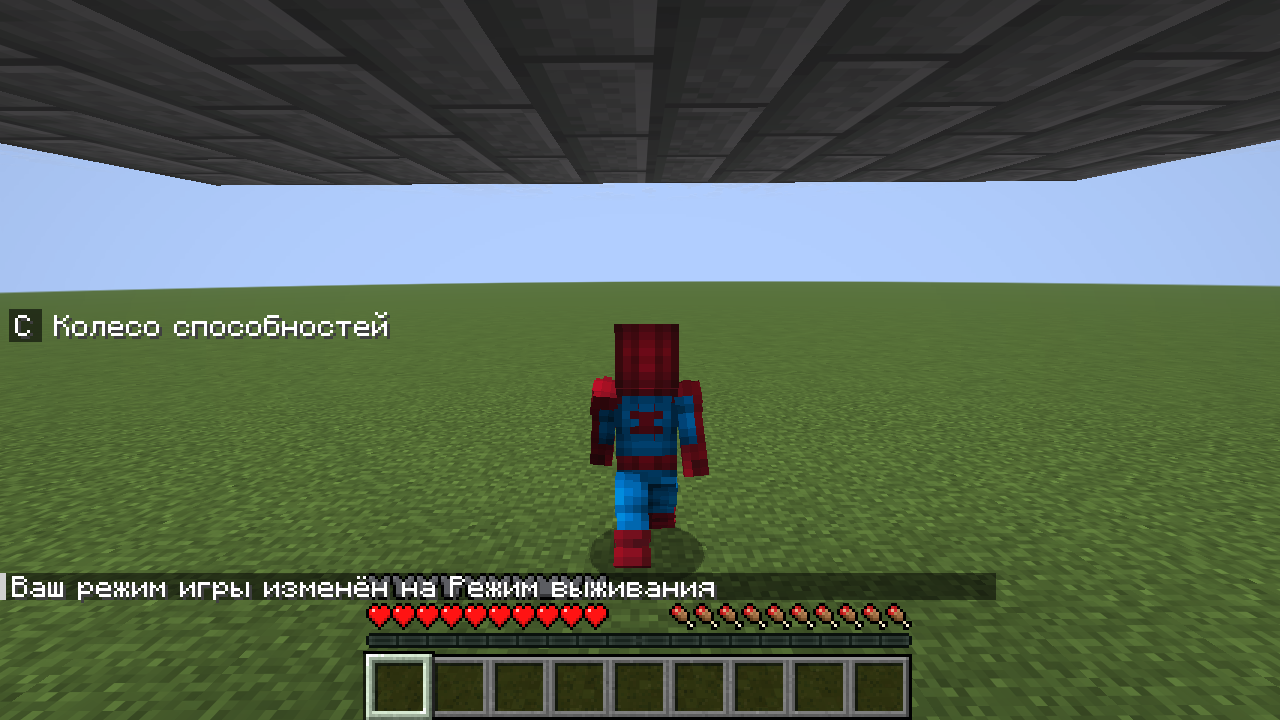 C Колесо способностей
Ваш режим игры изменён на Режим выживания